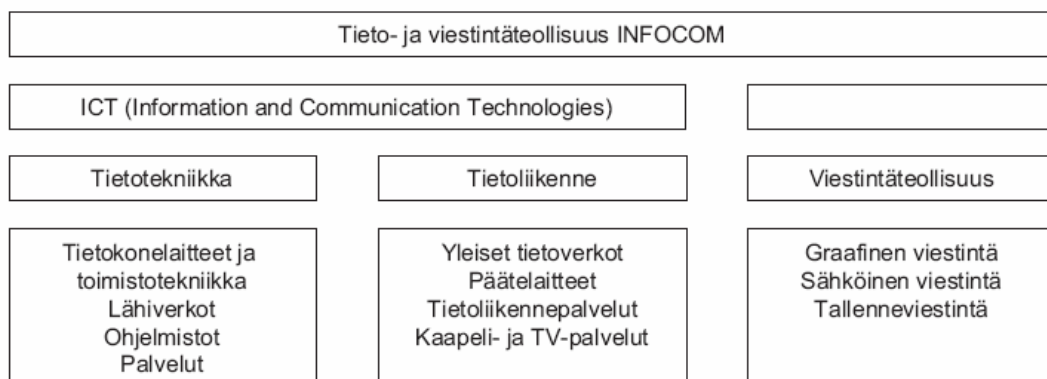 Tieto- ja viestintäteollisuus INFOCOM
ICT (Information and Communication Technologies)
Tietotekniikka
Tietoliikenne
Viestintäteollisuus
Tietokonelaitteet ja
toimistotekniikka
Lähiverkot
Ohjelmistot
Palvelut
Yleiset tietoverkot
Päätelaitteet
Tietoliikennepalvelut
Kaapeli- ja TV-palvelut
Graafinen viestintä
Sähköinen viestintä
Tallenneviestintä